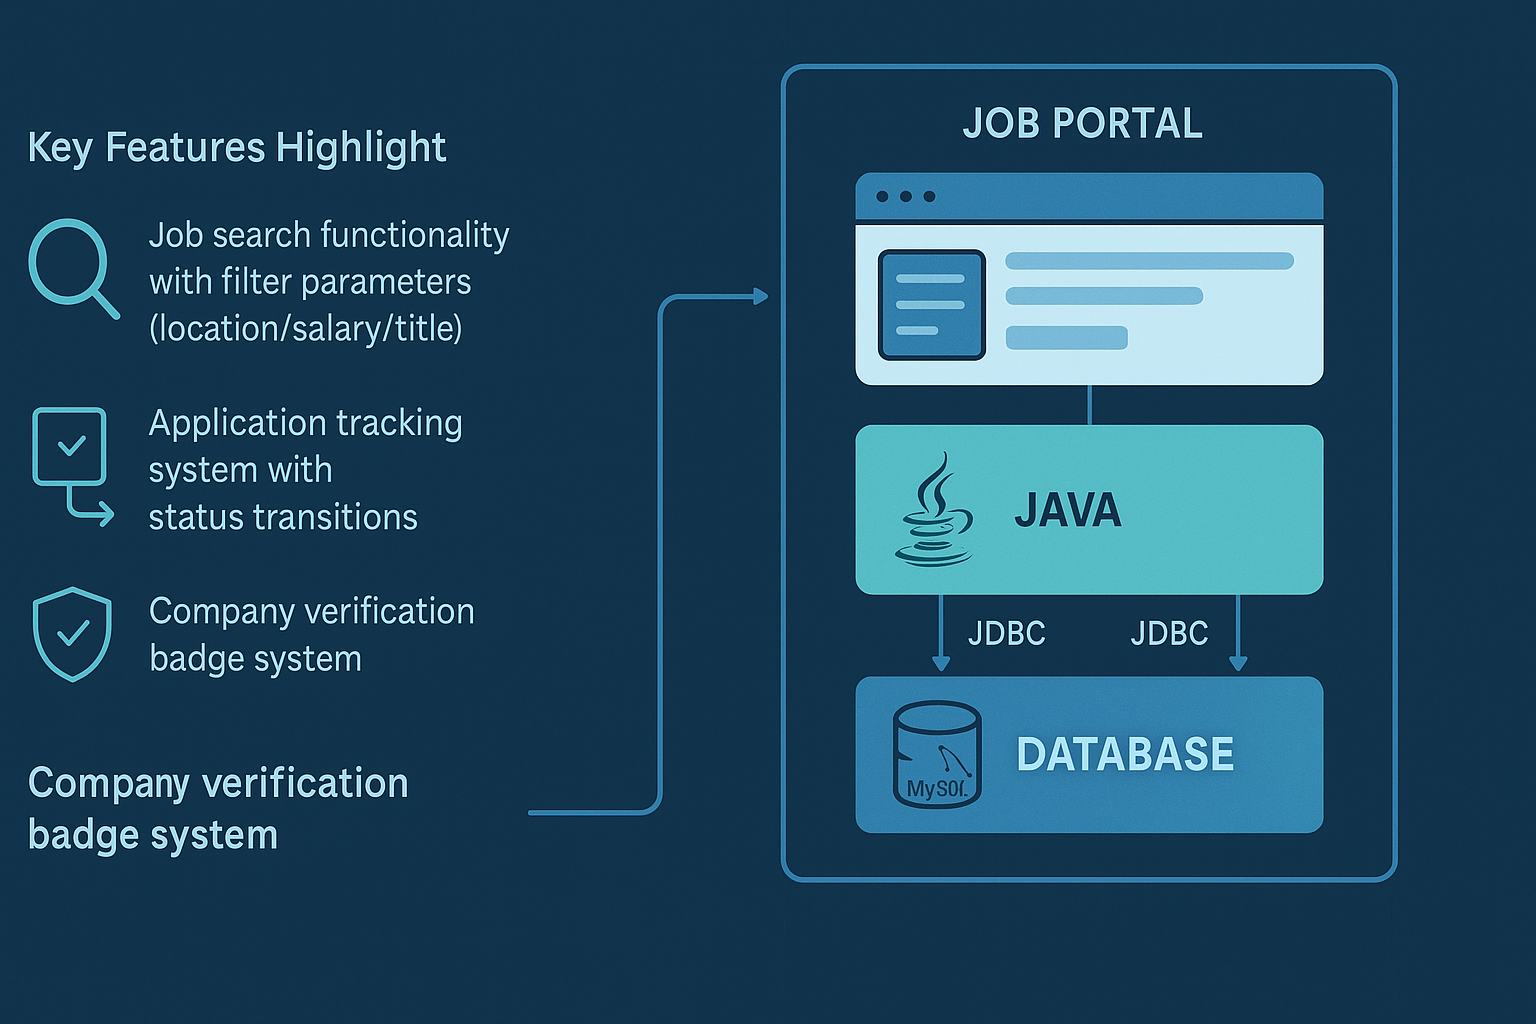 Key Features Highlight
Job search functionality
with filter parameters
(location/salary/title)
Application tracking
system with
status transitions
Company verification
badge system
Company verification
badge system
JOB PORTAL
JAVA
JDBC JDBC
DATABASE